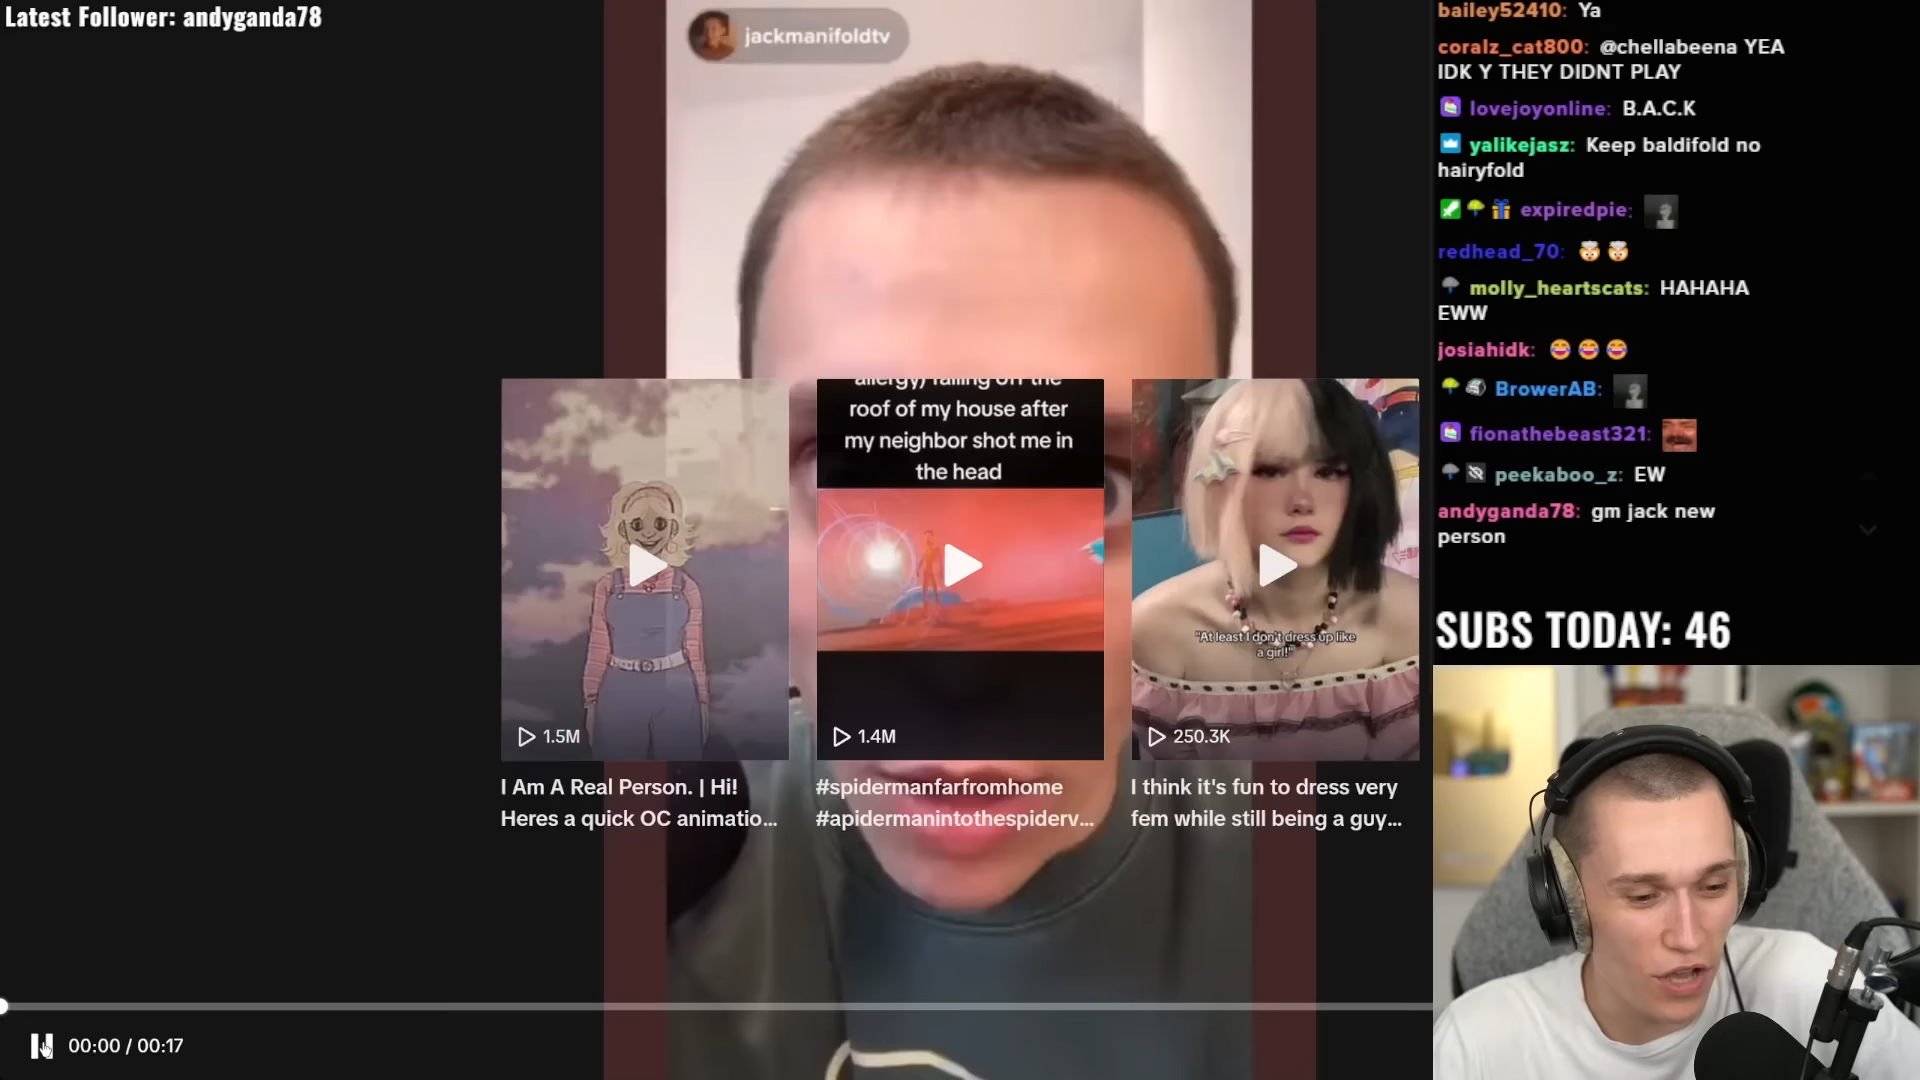 Latest Follower: andyganda78
jackmanifoldtv
allergy) falling off the
roof of my house after
my neighbor shot me in
the head
"At least I don't dress up like
a girl!"
1.5M
1.4M
250.3K
I Am A Real Person. | Hi!
Heres a quick OC animatio...
#spidermanfarfromhome
#apidermanintothespiderv...
I think it's fun to dress very
fem while still being a guy...
00:00 / 00:17
bailey52410: Ya
coralz_cat800: @chellabeena YEA
IDK Y THEY DIDNT PLAY
lovejoyonline: B.A.C.K
yalikejasz: Keep baldifold no
hairyfold
expiredpie:
redhead_70: 🤯 🤯
molly_heartscats: HAHAHA
EWW
josiahidk: 😂 😂 😂
BrowerAB:
fionathebeast321:
peekaboo_z: EW
andyganda78: gm jack new
person
SUBS TODAY: 46